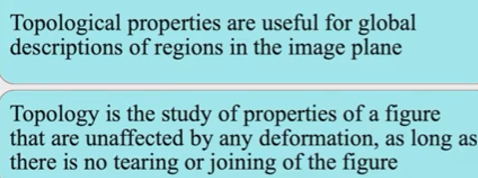 Topological properties are useful for global
descriptions of regions in the image plane
Topology is the study of properties of a figure
that are unaffected by any deformation, as long as
there is no tearing or joining of the figure